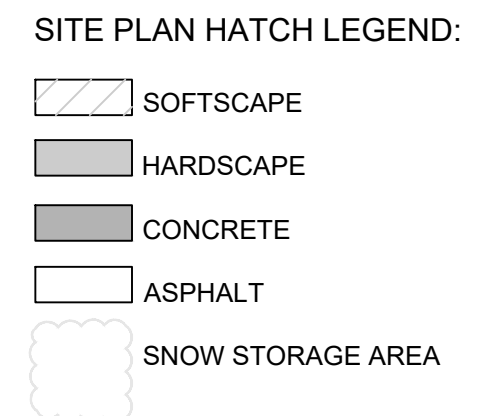 SITE PLAN HATCH LEGEND:
SOFTSCAPE
HARDSCAPE
CONCRETE
ASPHALT
SNOW STORAGE AREA